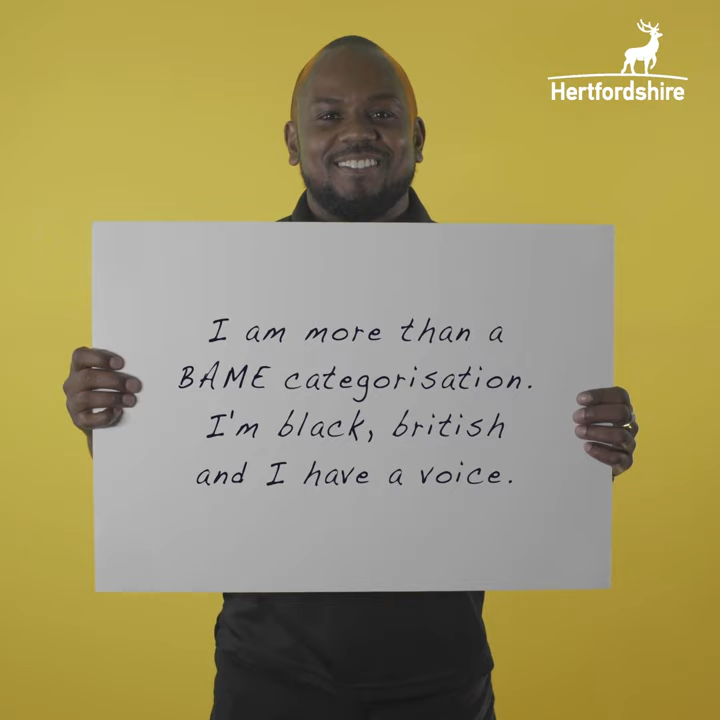 Hertfordshire
I am more than a
BAME categorisation.
I'm black, british
and I have a voice.